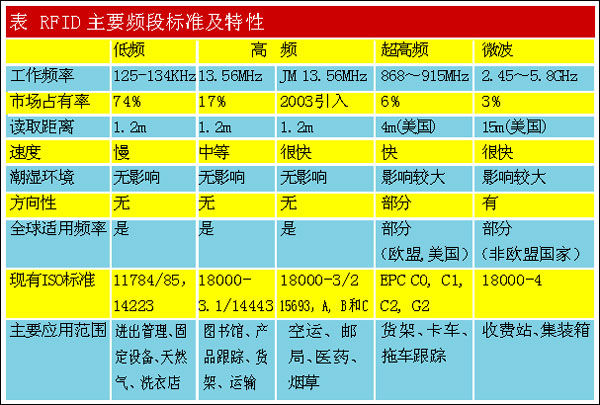 表 RFID 主要频段标准及特性
低频 高 频 超高频 微波
工作频率 125-134KHz 13.56MHz JM 13.56MHz 868～915MHz 2.45～5.8GHz
市场占有率 74% 17% 2003引入 6% 3%
读取距离 1.2m 1.2m 1.2m 4m(美国) 15m(美国)
速度 慢 中等 很快 快 很快
潮湿环境 无影响 无影响 无影响 影响较大 影响较大
方向性 无 无 无 部分 有
全球适用频率 是 是 是 部分 部分
(欧盟,美国) (非欧盟国家)
现有ISO标准 11784/85, 18000- 18000-3/2 EPC C0, C1, 18000-4
14223 3.1/14443 15693, A, B和C C2, G2
主要应用范围 进出管理、固 图书馆、产 空运、邮 货架、卡车、 收费站、集装箱
定设备、天然 品跟踪、货 局、医药、 拖车跟踪
气、洗衣店 架、运输 烟草